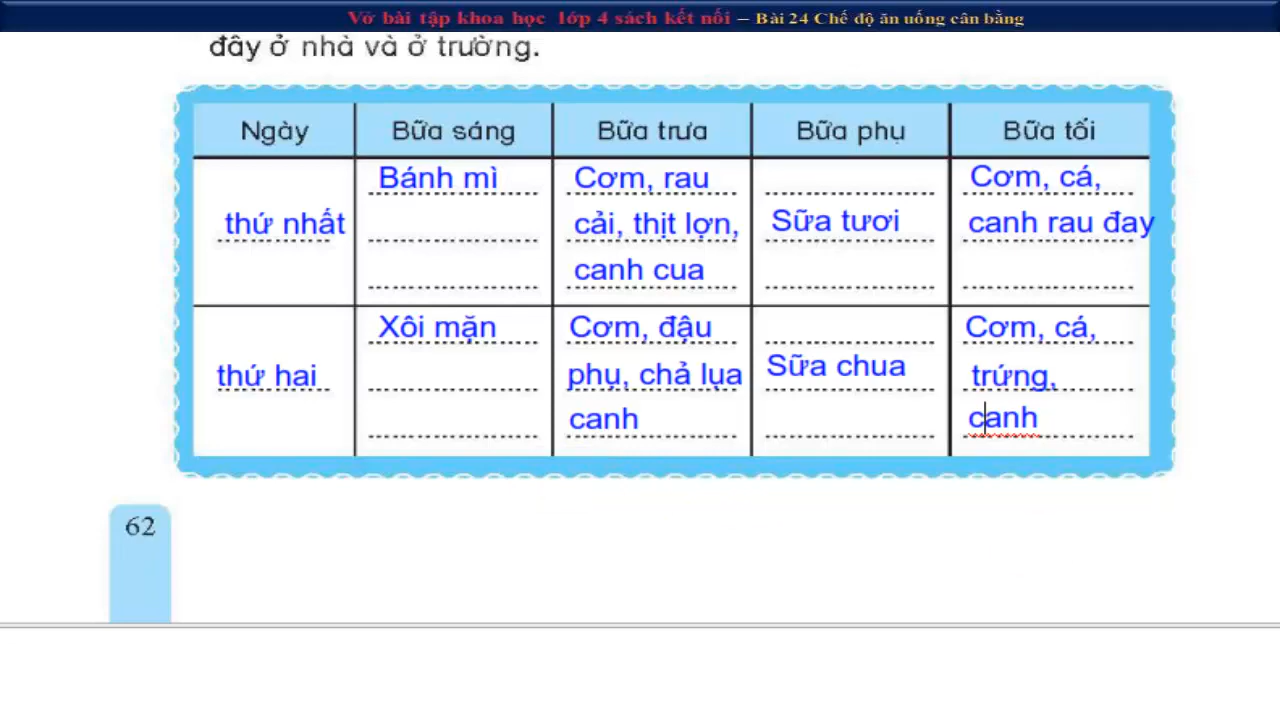 Vở bài tập khoa học lớp 4 sách kết nối – Bài 24 Chế độ ăn uống cân bằng
đây ở nhà và ở trường.
Ngày Bữa sáng Bữa trưa Bữa phụ Bữa tối
Bánh mì Cơm, rau Cơm, cá,
thứ nhất cải, thịt lợn, Sữa tươi canh rau đay
canh cua
Xôi mặn Cơm, đậu Cơm, cá,
thứ hai phụ, chả lụa Sữa chua trứng,
canh canh
62